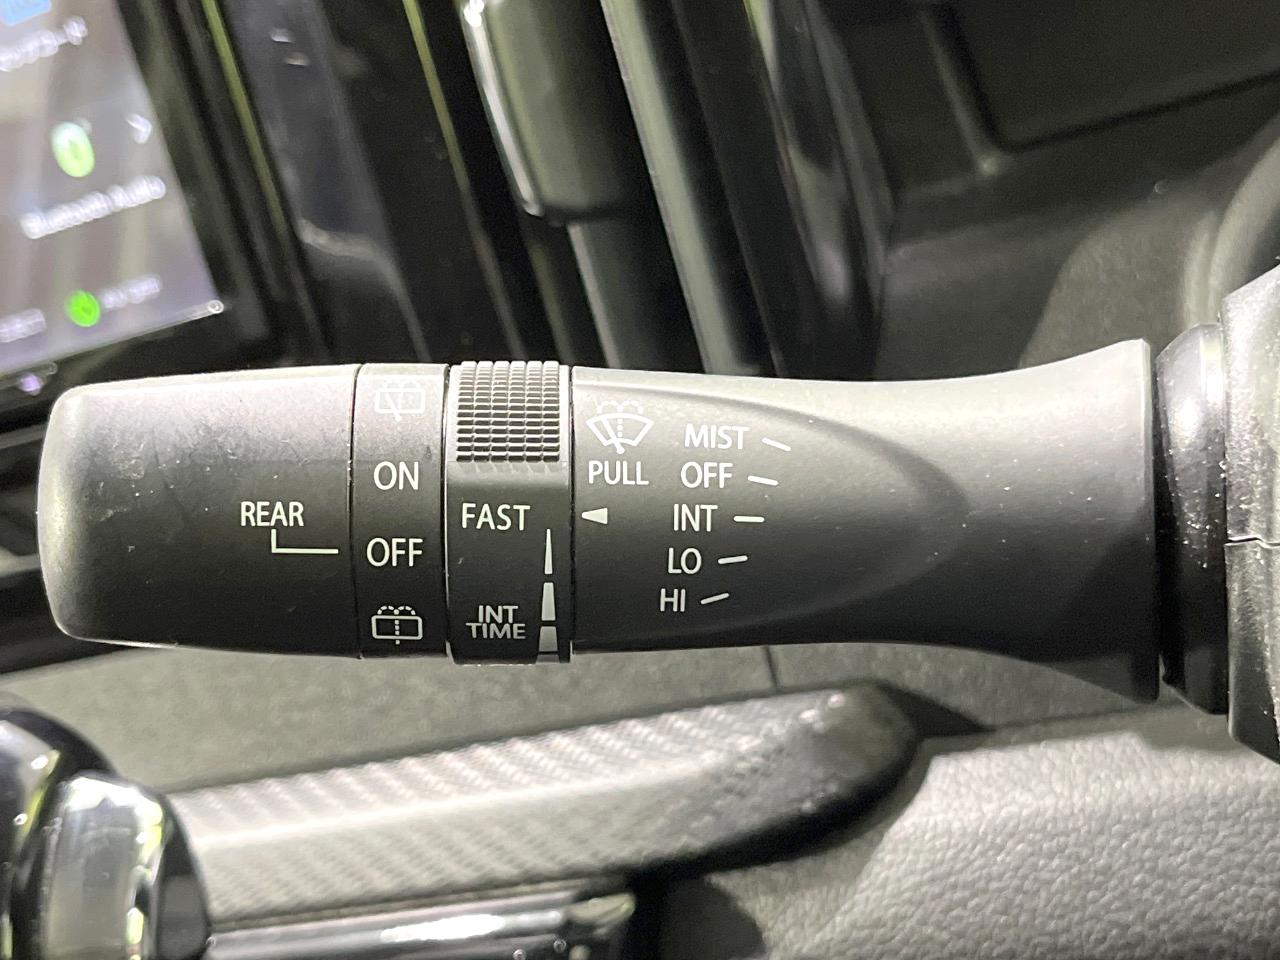 Bluetooth Audio
MIST
PULL
OFF
ON
REAR
FAST
INT
OFF
LO
HI
INT
TIME